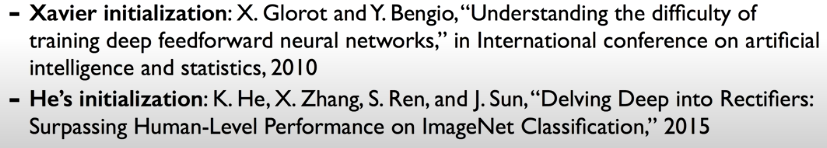 - Xavier initialization: X. Glorot and Y. Bengio, “Understanding the difficulty of
training deep feedforward neural networks,” in International conference on artificial
intelligence and statistics, 2010
- He’s initialization: K. He, X. Zhang, S. Ren, and J. Sun, “Delving Deep into Rectifiers:
Surpassing Human-Level Performance on ImageNet Classification,” 2015